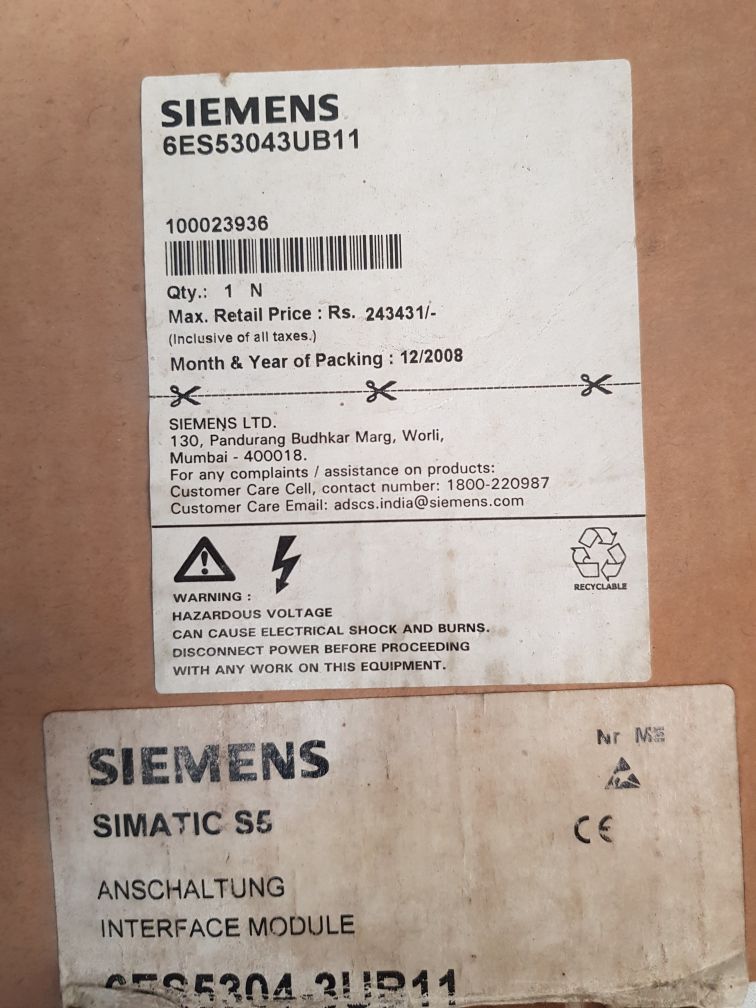 SIEMENS
6ES53043UB11
100023936
Qty.: 1 N
Max. Retail Price : Rs. 243431/-
(Inclusive of all taxes.)
Month & Year of Packing : 12/2008
SIEMENS LTD.
130, Pandurang Budhkar Marg, Worli,
Mumbai - 400018.
For any complaints / assistance on products:
Customer Care Cell, contact number: 1800-220987
Customer Care Email: adscs.india@siemens.com
RECYCLABLE
WARNING :
HAZARDOUS VOLTAGE
CAN CAUSE ELECTRICAL SHOCK AND BURNS.
DISCONNECT POWER BEFORE PROCEEDING
WITH ANY WORK ON THIS EQUIPMENT.
SIEMENS
Nr
SIMATIC S5
CE
ANSCHALTUNG
INTERFACE MODULE
6ES5304-3UB11